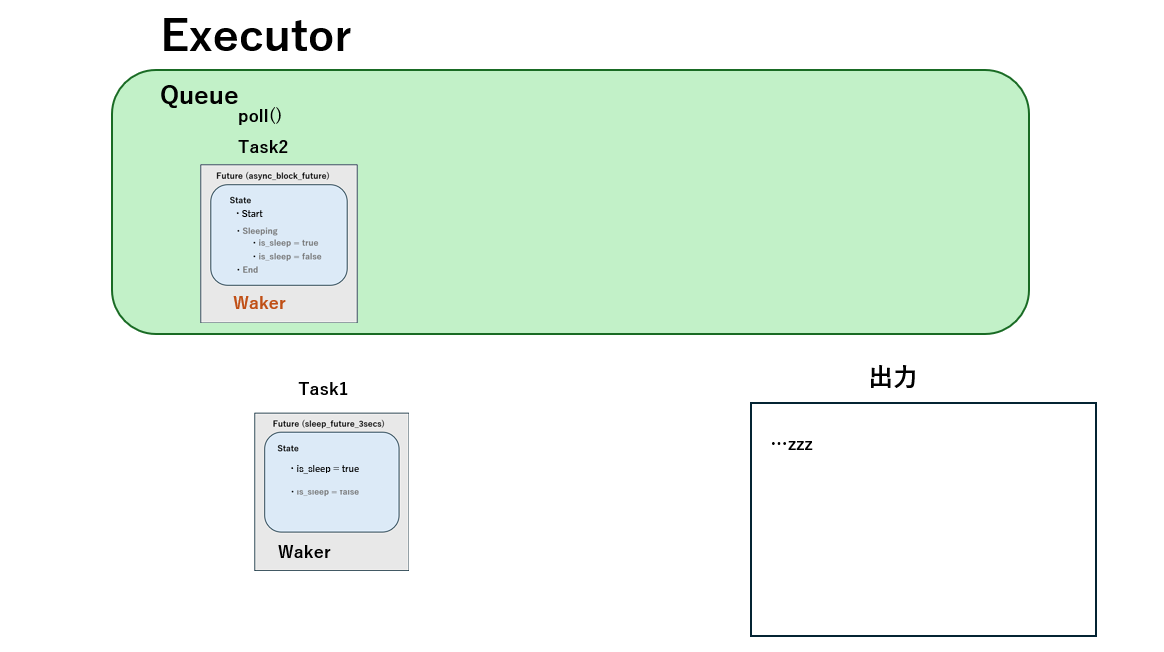 Executor
Queue
poll()
Task2
Future (async_block_future)
State
・Start
・Sleeping
・is_sleep = true
・is_sleep = false
・End
Waker
Task1
Future (sleep_future_3secs)
State
・is_sleep = true
・is_sleep = false
Waker
出力
…zzz